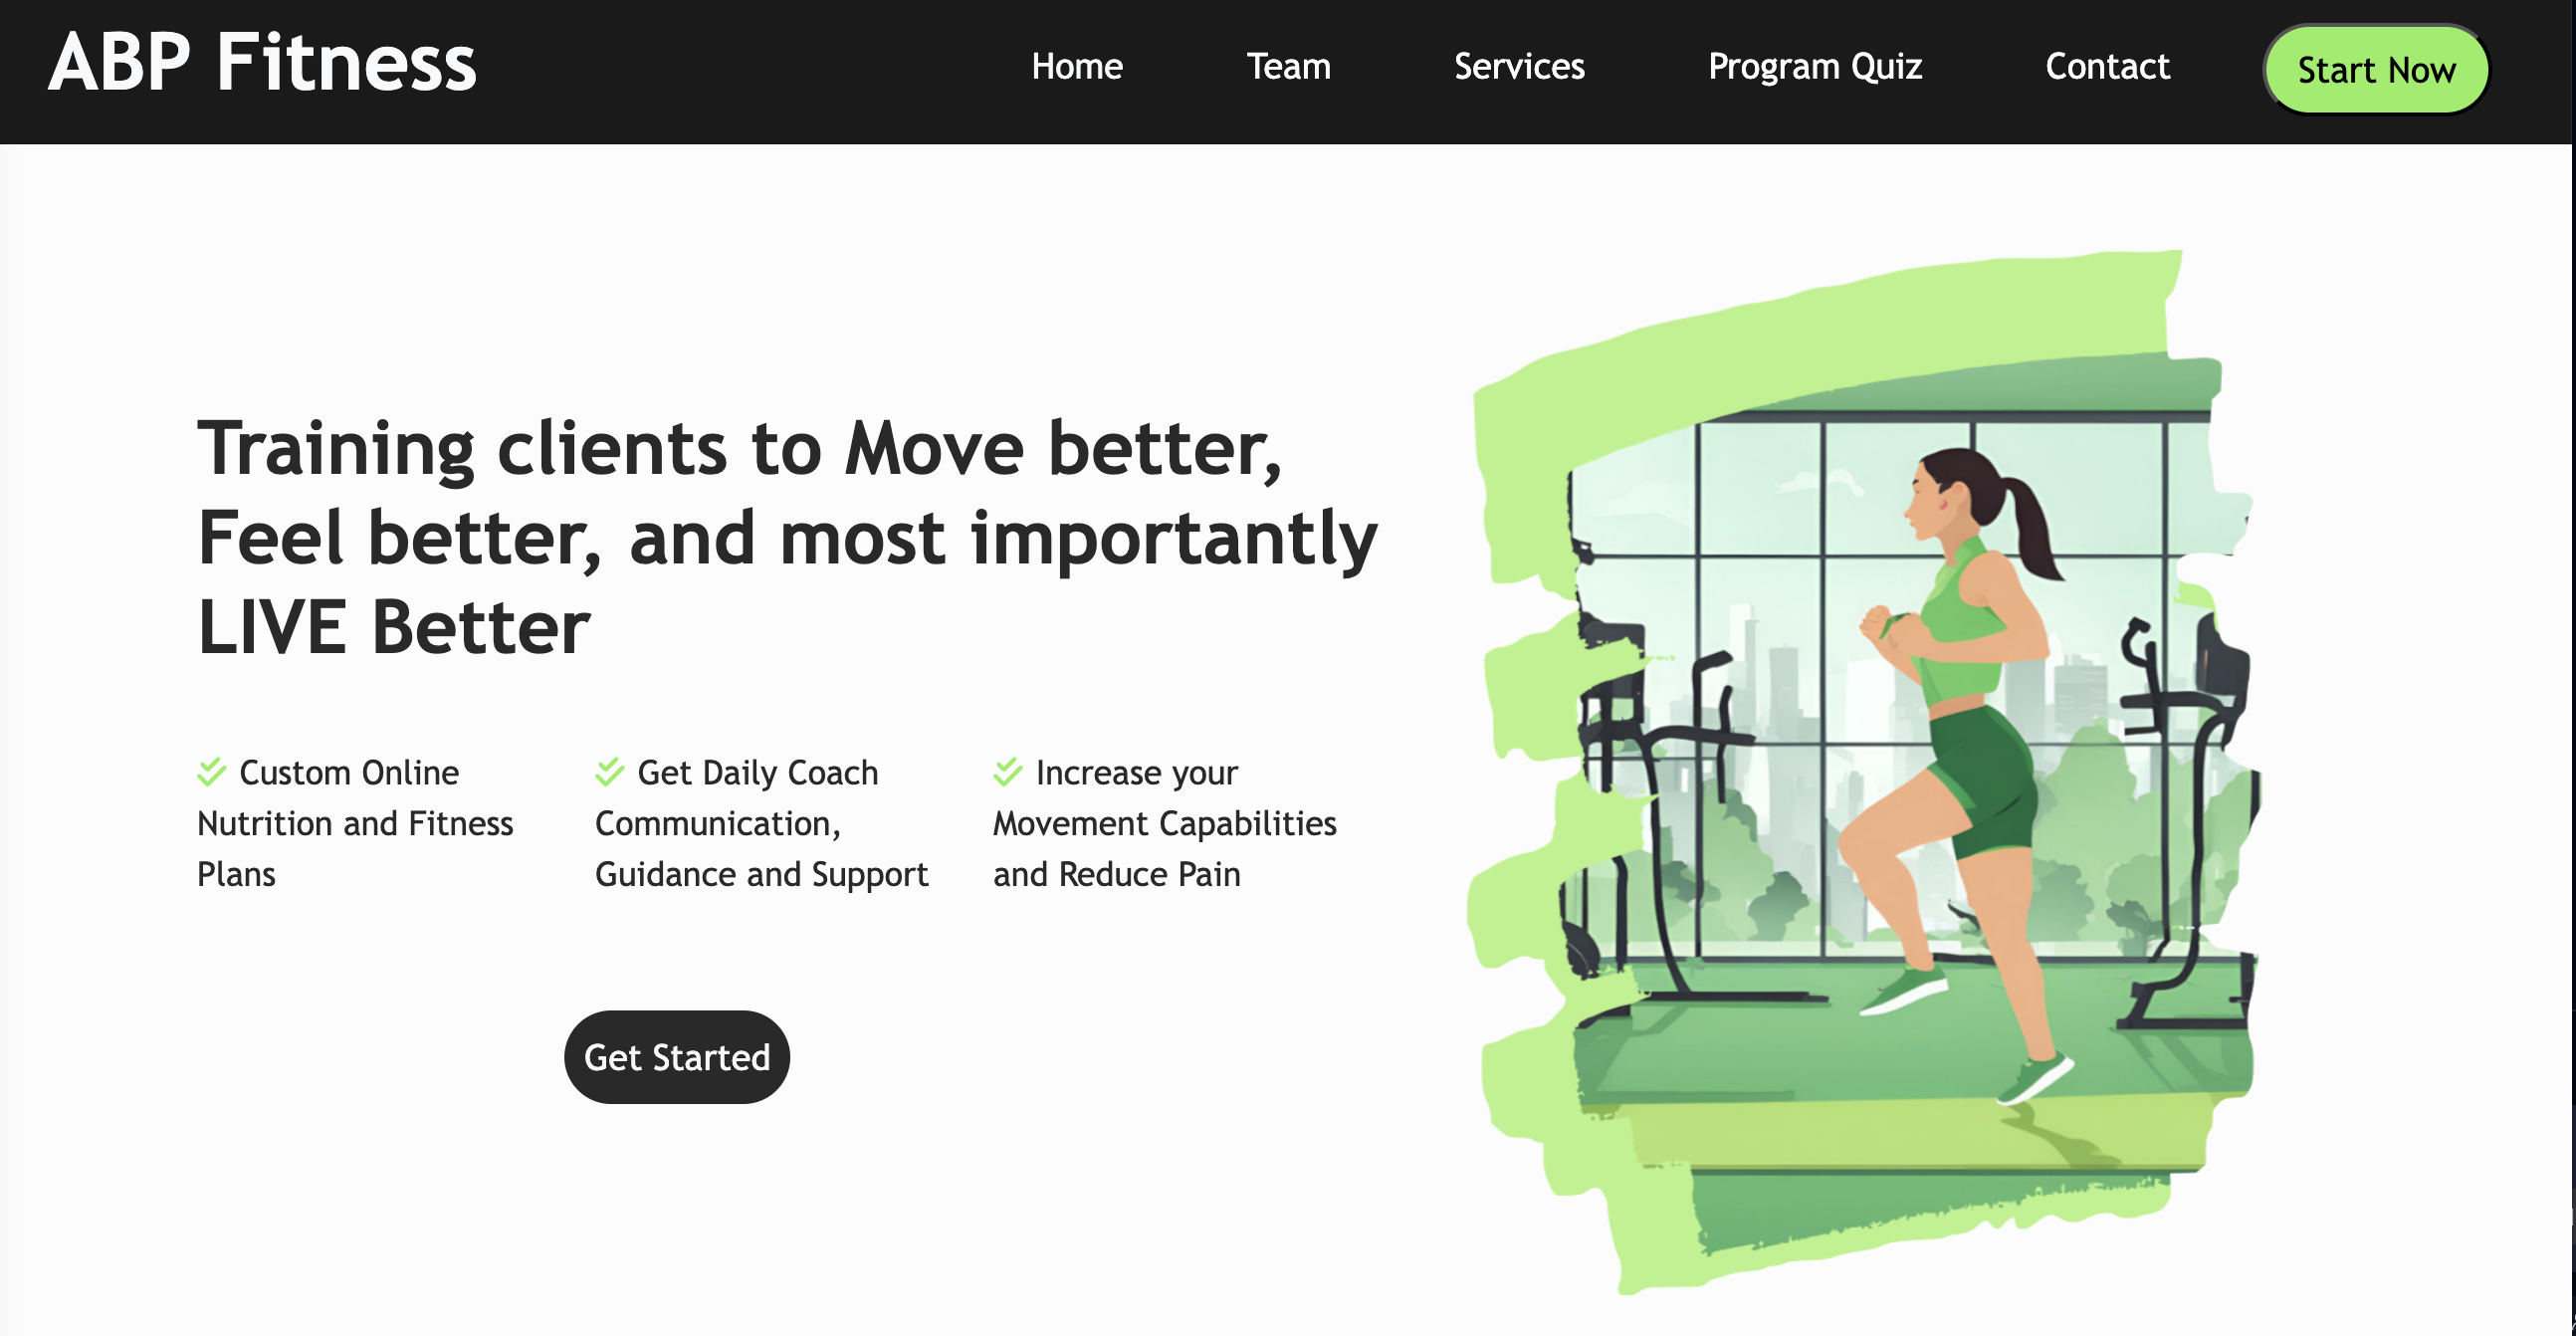 ABP Fitness
Home
Team
Services
Program Quiz
Contact
Start Now
Training clients to Move better,
Feel better, and most importantly
LIVE Better
Custom Online
Nutrition and Fitness
Plans
Get Daily Coach
Communication,
Guidance and Support
Increase your
Movement Capabilities
and Reduce Pain
Get Started